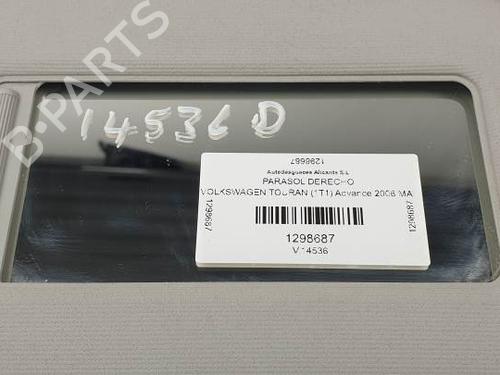 B-PARTS
14536 D
1298687
Autodesguaces Alicante S.L
PARASOL DERECHO
VOLKSWAGEN TOURAN (1T1) Advance 2006 MA
1298687
1298687
1298687
V14536